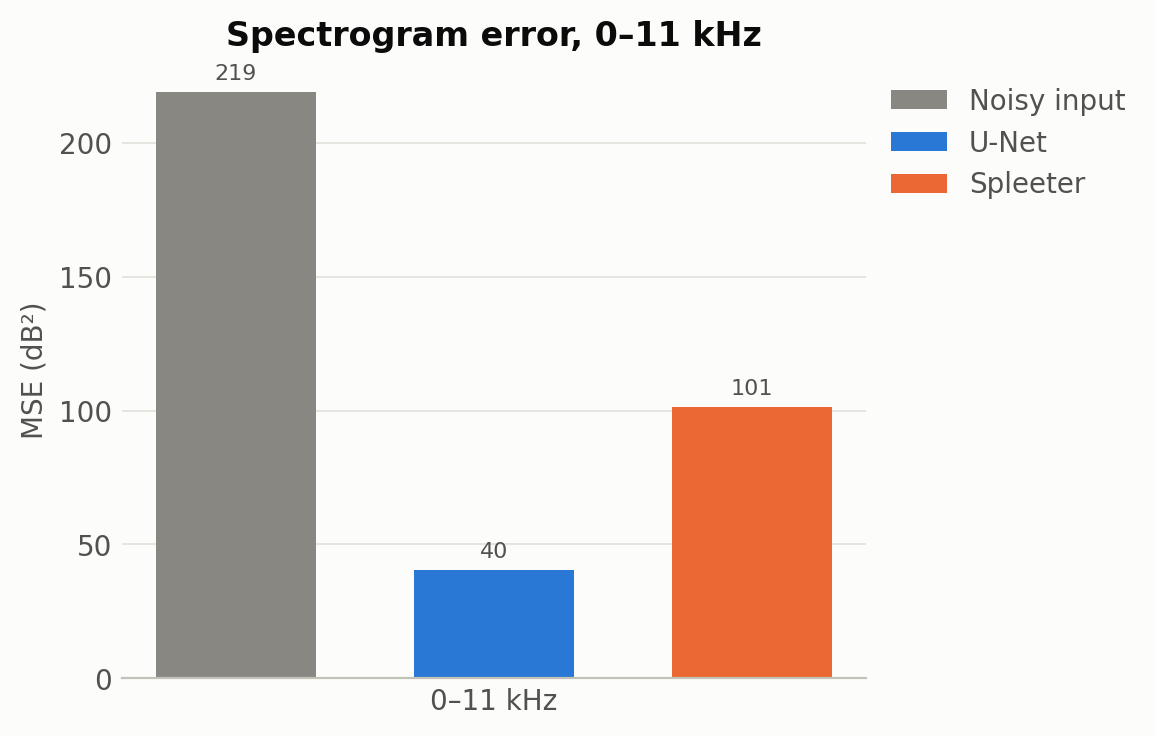 Spectrogram error, 0–11 kHz
219
Noisy input
U-Net
Spleeter
200
150
MSE (dB²)
101
100
50
40
0
0–11 kHz